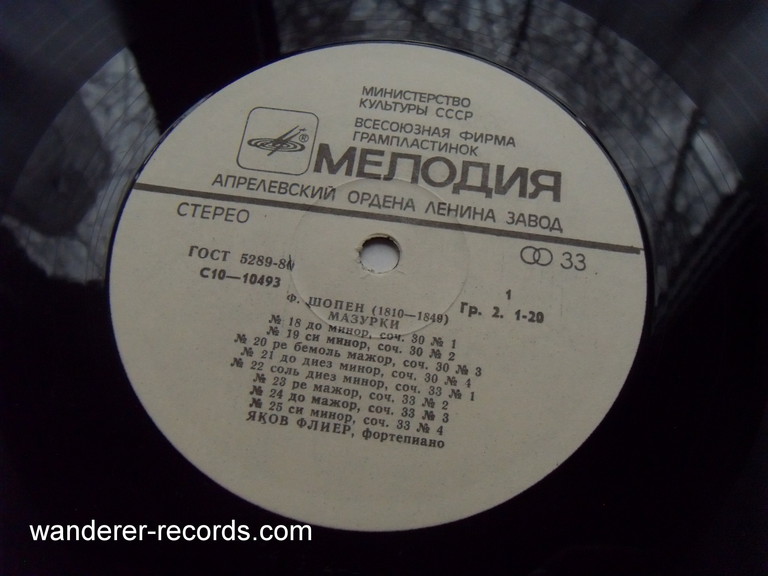 МИНИСТЕРСТВО
КУЛЬТУРЫ СССР
ВСЕСОЮЗНАЯ ФИРМА
ГРАМПЛАСТИНОК
®
МЕЛОДИЯ
АПРЕЛЕВСКИЙ ОРДЕНА ЛЕНИНА ЗАВОД
СТЕРЕО
33
ГОСТ 5289-80
С10—10493
1
Гр. 2. 1-20
Ф. ШОПЕН (1810—1849)
МАЗУРКИ
№ 18 до минор, соч. 30 № 1
№ 19 си минор, соч. 30 № 2
№ 20 ре бемоль мажор, соч. 30 № 3
№ 21 до диез минор, соч. 30 № 4
№ 22 соль диез минор, соч. 33 № 1
№ 23 ре мажор, соч. 33 № 2
№ 24 до мажор, соч. 33 № 3
№ 25 си минор, соч. 33 № 4
ЯКОВ ФЛИЕР, фортепиано
wanderer-records.com